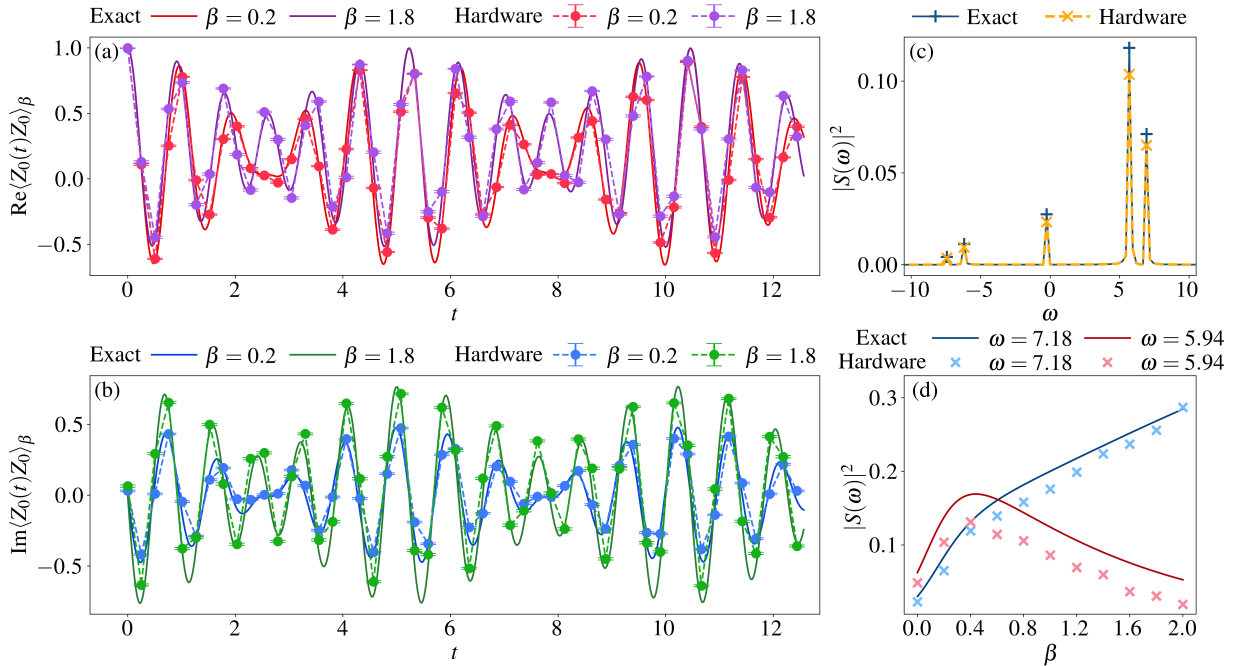 Exact β = 0.2 β = 1.8 Hardware β = 0.2 β = 1.8
(a)
Re⟨Z₀(t)Z₀⟩β
1.0
0.5
0.0
−0.5
0 2 4 6 8 10 12
t
Exact Hardware
(c)
|S(ω)|²
0.10
0.05
0.00
−10 −5 0 5 10
ω
Exact β = 0.2 β = 1.8 Hardware β = 0.2 β = 1.8
(b)
Im⟨Z₀(t)Z₀⟩β
0.5
0.0
−0.5
0 2 4 6 8 10 12
t
Exact ω = 7.18 ω = 5.94
Hardware ω = 7.18 ω = 5.94
(d)
|S(ω)|²
0.3
0.2
0.1
0.0 0.4 0.8 1.2 1.6 2.0
β